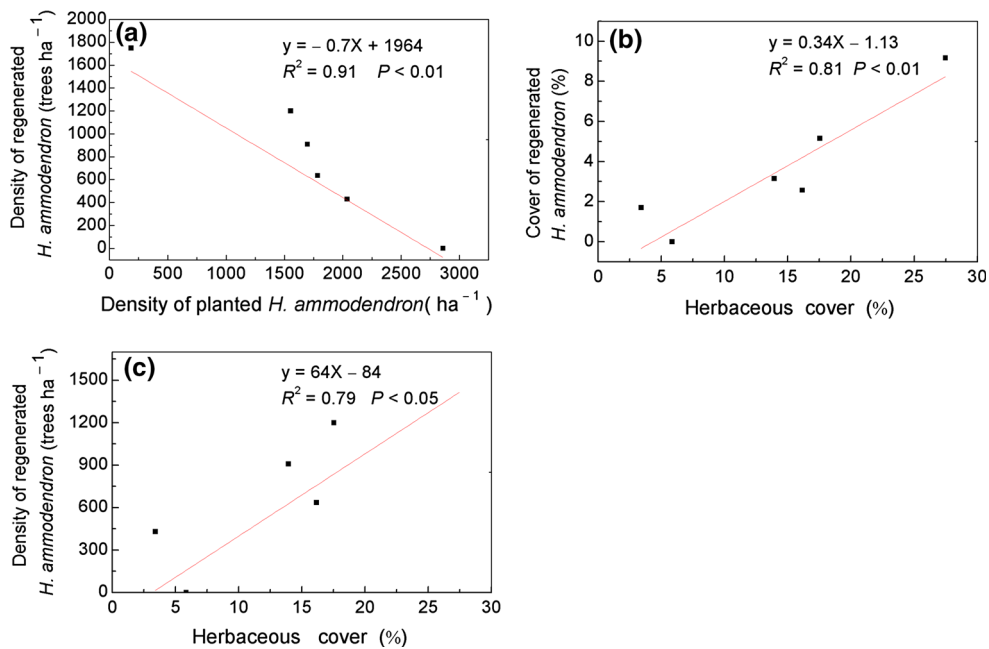 (a)
y = − 0.7X + 1964
R² = 0.91 P < 0.01
2000
1800
1600
1400
1200
1000
800
600
400
200
0
Density of regenerated
H. ammodendron (trees ha⁻¹)
0 500 1000 1500 2000 2500 3000
Density of planted H. ammodendron( ha⁻¹)
(b)
y = 0.34X − 1.13
R² = 0.81 P < 0.01
10
8
6
4
2
0
Cover of regenerated
H. ammodendron (%)
0 5 10 15 20 25 30
Herbaceous cover (%)
(c)
y = 64X − 84
R² = 0.79 P < 0.05
1500
1200
900
600
300
0
Density of regenerated
H. ammodendron (trees ha⁻¹)
0 5 10 15 20 25 30
Herbaceous cover (%)